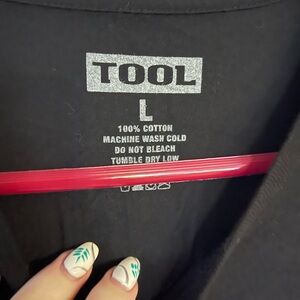 TOOL
L
100% COTTON
MACHINE WASH COLD
DO NOT BLEACH
TUMBLE DRY LOW